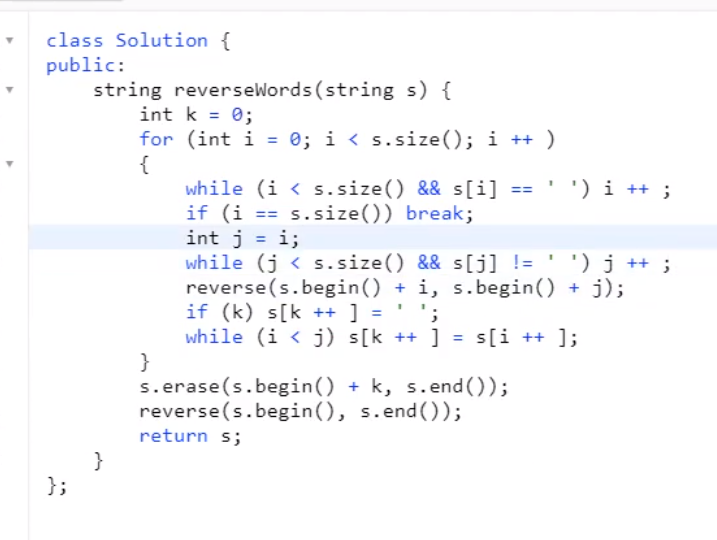 class Solution {
public:
    string reverseWords(string s) {
        int k = 0;
        for (int i = 0; i < s.size(); i ++ )
        {
            while (i < s.size() && s[i] == ' ') i ++ ;
            if (i == s.size()) break;
            int j = i;
            while (j < s.size() && s[j] != ' ') j ++ ;
            reverse(s.begin() + i, s.begin() + j);
            if (k) s[k ++ ] = ' ';
            while (i < j) s[k ++ ] = s[i ++ ];
        }
        s.erase(s.begin() + k, s.end());
        reverse(s.begin(), s.end());
        return s;
    }
};